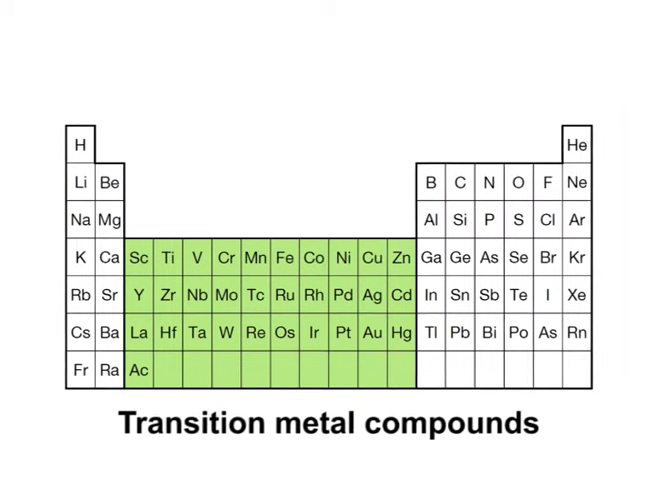 H He
Li Be B C N O F Ne
Na Mg Al Si P S Cl Ar
K Ca Sc Ti V Cr Mn Fe Co Ni Cu Zn Ga Ge As Se Br Kr
Rb Sr Y Zr Nb Mo Tc Ru Rh Pd Ag Cd In Sn Sb Te I Xe
Cs Ba La Hf Ta W Re Os Ir Pt Au Hg Tl Pb Bi Po As Rn
Fr Ra Ac
Transition metal compounds